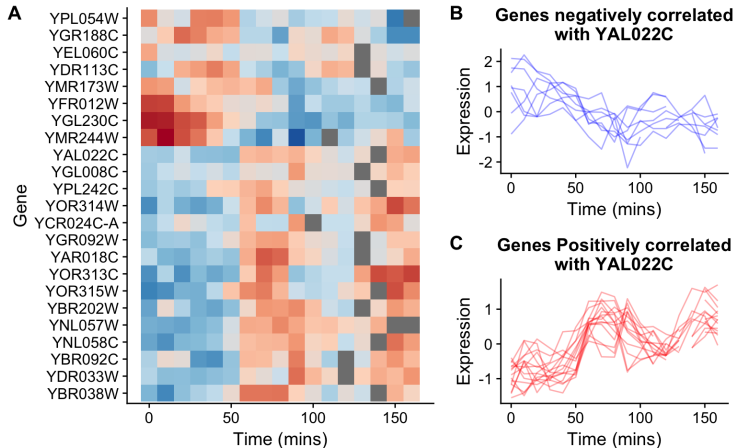 A
Gene
YPL054W
YGR188C
YEL060C
YDR113C
YMR173W
YFR012W
YGL230C
YMR244W
YAL022C
YGL008C
YPL242C
YOR314W
YCR024C-A
YGR092W
YAR018C
YOR313C
YOR315W
YBR202W
YNL057W
YNL058C
YBR092C
YDR033W
YBR038W
0 50 100 150
Time (mins)
B
Genes negatively correlated
with YAL022C
Expression
2
1
0
-1
-2
0 50 100 150
Time (mins)
C
Genes Positively correlated
with YAL022C
Expression
1
0
-1
0 50 100 150
Time (mins)